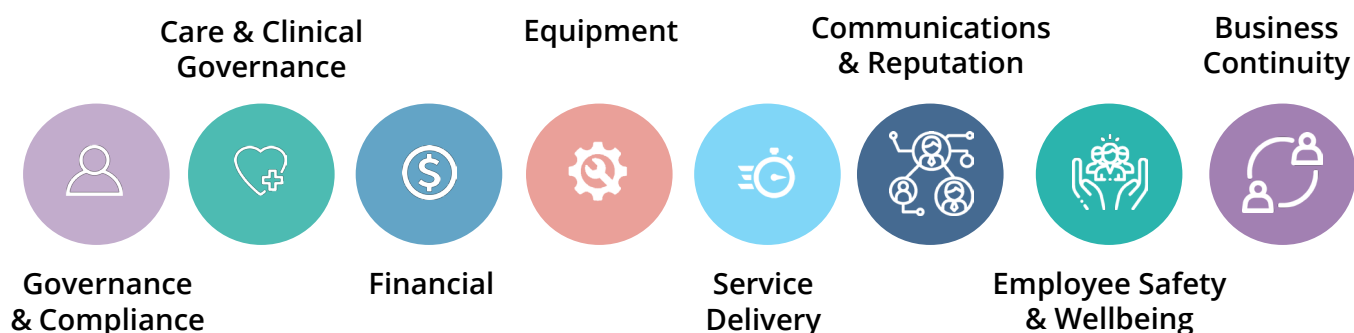 Care & Clinical
Governance
Equipment
Communications
& Reputation
Business
Continuity
$
Governance
& Compliance
Financial
Service
Delivery
Employee Safety
& Wellbeing